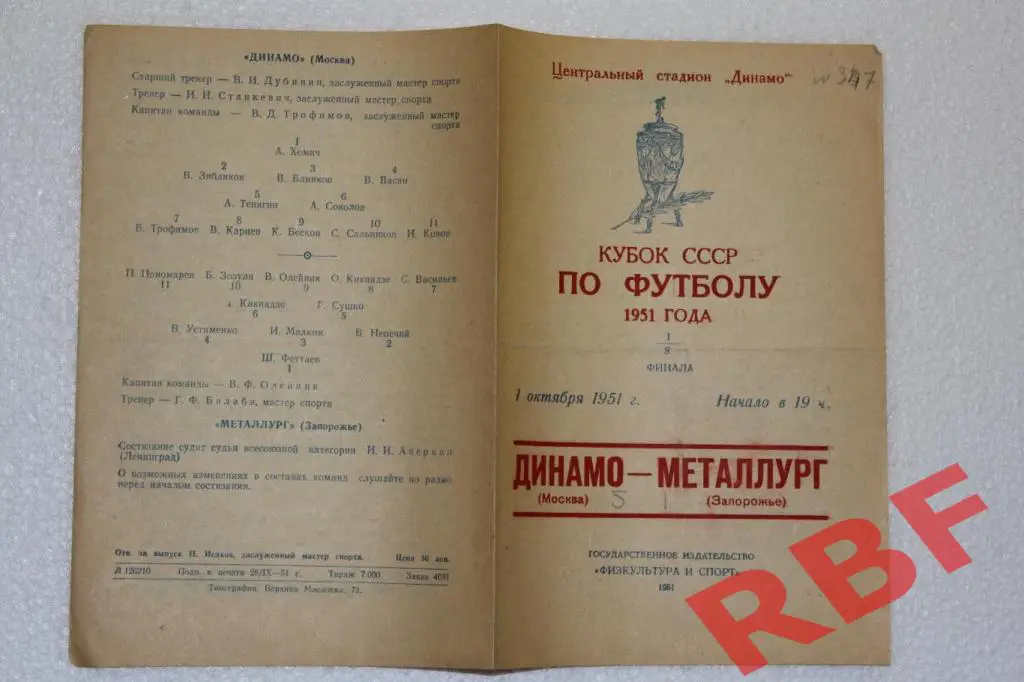 «ДИНАМО» (Москва)
Старший тренер — В. И. Дубинин, заслуженный мастер спорта
Тренер — И. И. Станкевич, заслуженный мастер спорта
Капитан команды — В. Д. Трофимов, заслуженный мастер
спорта
1
А. Хомич
2 3 4
В. Зябликов В. Блинков В. Васин
5 6
А. Тенягин А. Соколов
7 8 9 10 11
В. Трофимов В. Карцев К. Бесков С. Сальников И. Конов
П. Пономарев Б. Зозуля В. Олейник О. Кикнадзе С. Васильев
11 10 9 8 7
А. Кикнадзе Г. Сушко
6 5
В. Устименко И. Малкин В. Непечий
4 3 2
Ш. Феттаев
1
Капитан команды — В. Ф. Олейник
Тренер — Г. Ф. Балаба, мастер спорта
«МЕТАЛЛУРГ» (Запорожье)
Состязание судит судья всесоюзной категории И. И. Аверкин
(Ленинград)
О возможных изменениях в составах команд слушайте по радио
перед началом состязания.
Отв. за выпуск Н. Исаков, заслуженный мастер спорта. Цена 50 коп.
Л 126210 Подп. к печати 28/IX—51 г. Тираж 7.000 Заказ 4091
Типография. Верхняя Масловка, 73.
Центральный стадион „Динамо"
КУБОК СССР
ПО ФУТБОЛУ
1951 ГОДА
1
8
ФИНАЛА
1 октября 1951 г. Начало в 19 ч.
ДИНАМО—МЕТАЛЛУРГ
(Москва) 5 1 (Запорожье)
ГОСУДАРСТВЕННОЕ ИЗДАТЕЛЬСТВО
«ФИЗКУЛЬТУРА И СПОРТ»
1951
RBF